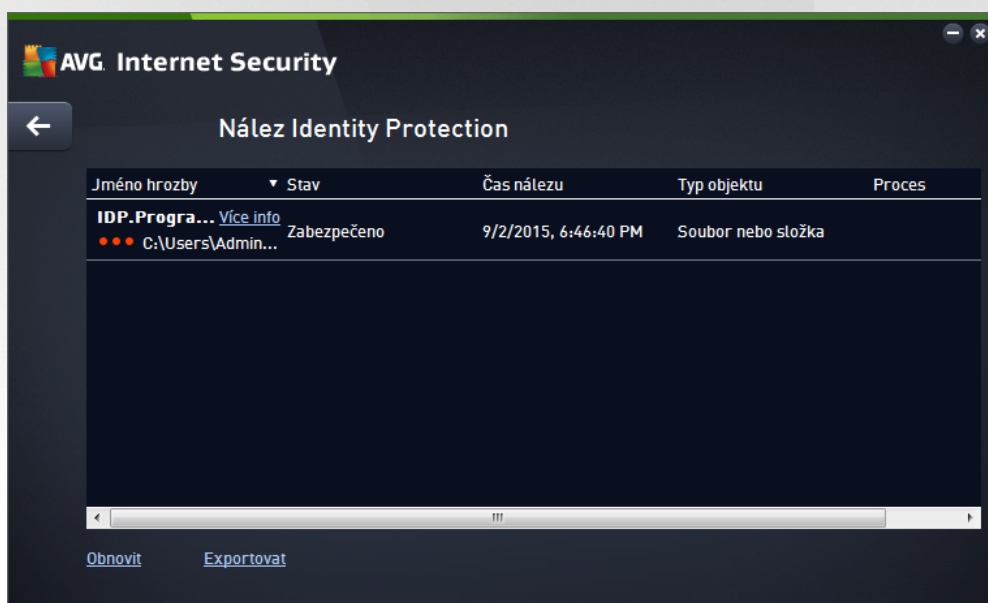 AVG. Internet Security
Nález Identity Protection
Jméno hrozby Stav Čas nálezu Typ objektu Proces
IDP.Progra... Více info
Zabezpečeno 9/2/2015, 6:46:40 PM Soubor nebo složka
C:\Users\Admin...
Obnovit Exportovat